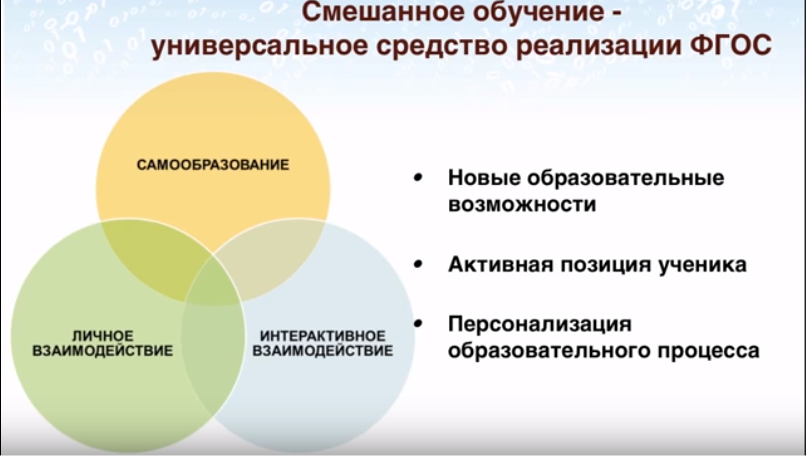 Смешанное обучение -
универсальное средство реализации ФГОС
САМООБРАЗОВАНИЕ
ЛИЧНОЕ
ВЗАИМОДЕЙСТВИЕ
ИНТЕРАКТИВНОЕ
ВЗАИМОДЕЙСТВИЕ
• Новые образовательные
возможности
• Активная позиция ученика
• Персонализация
образовательного процесса